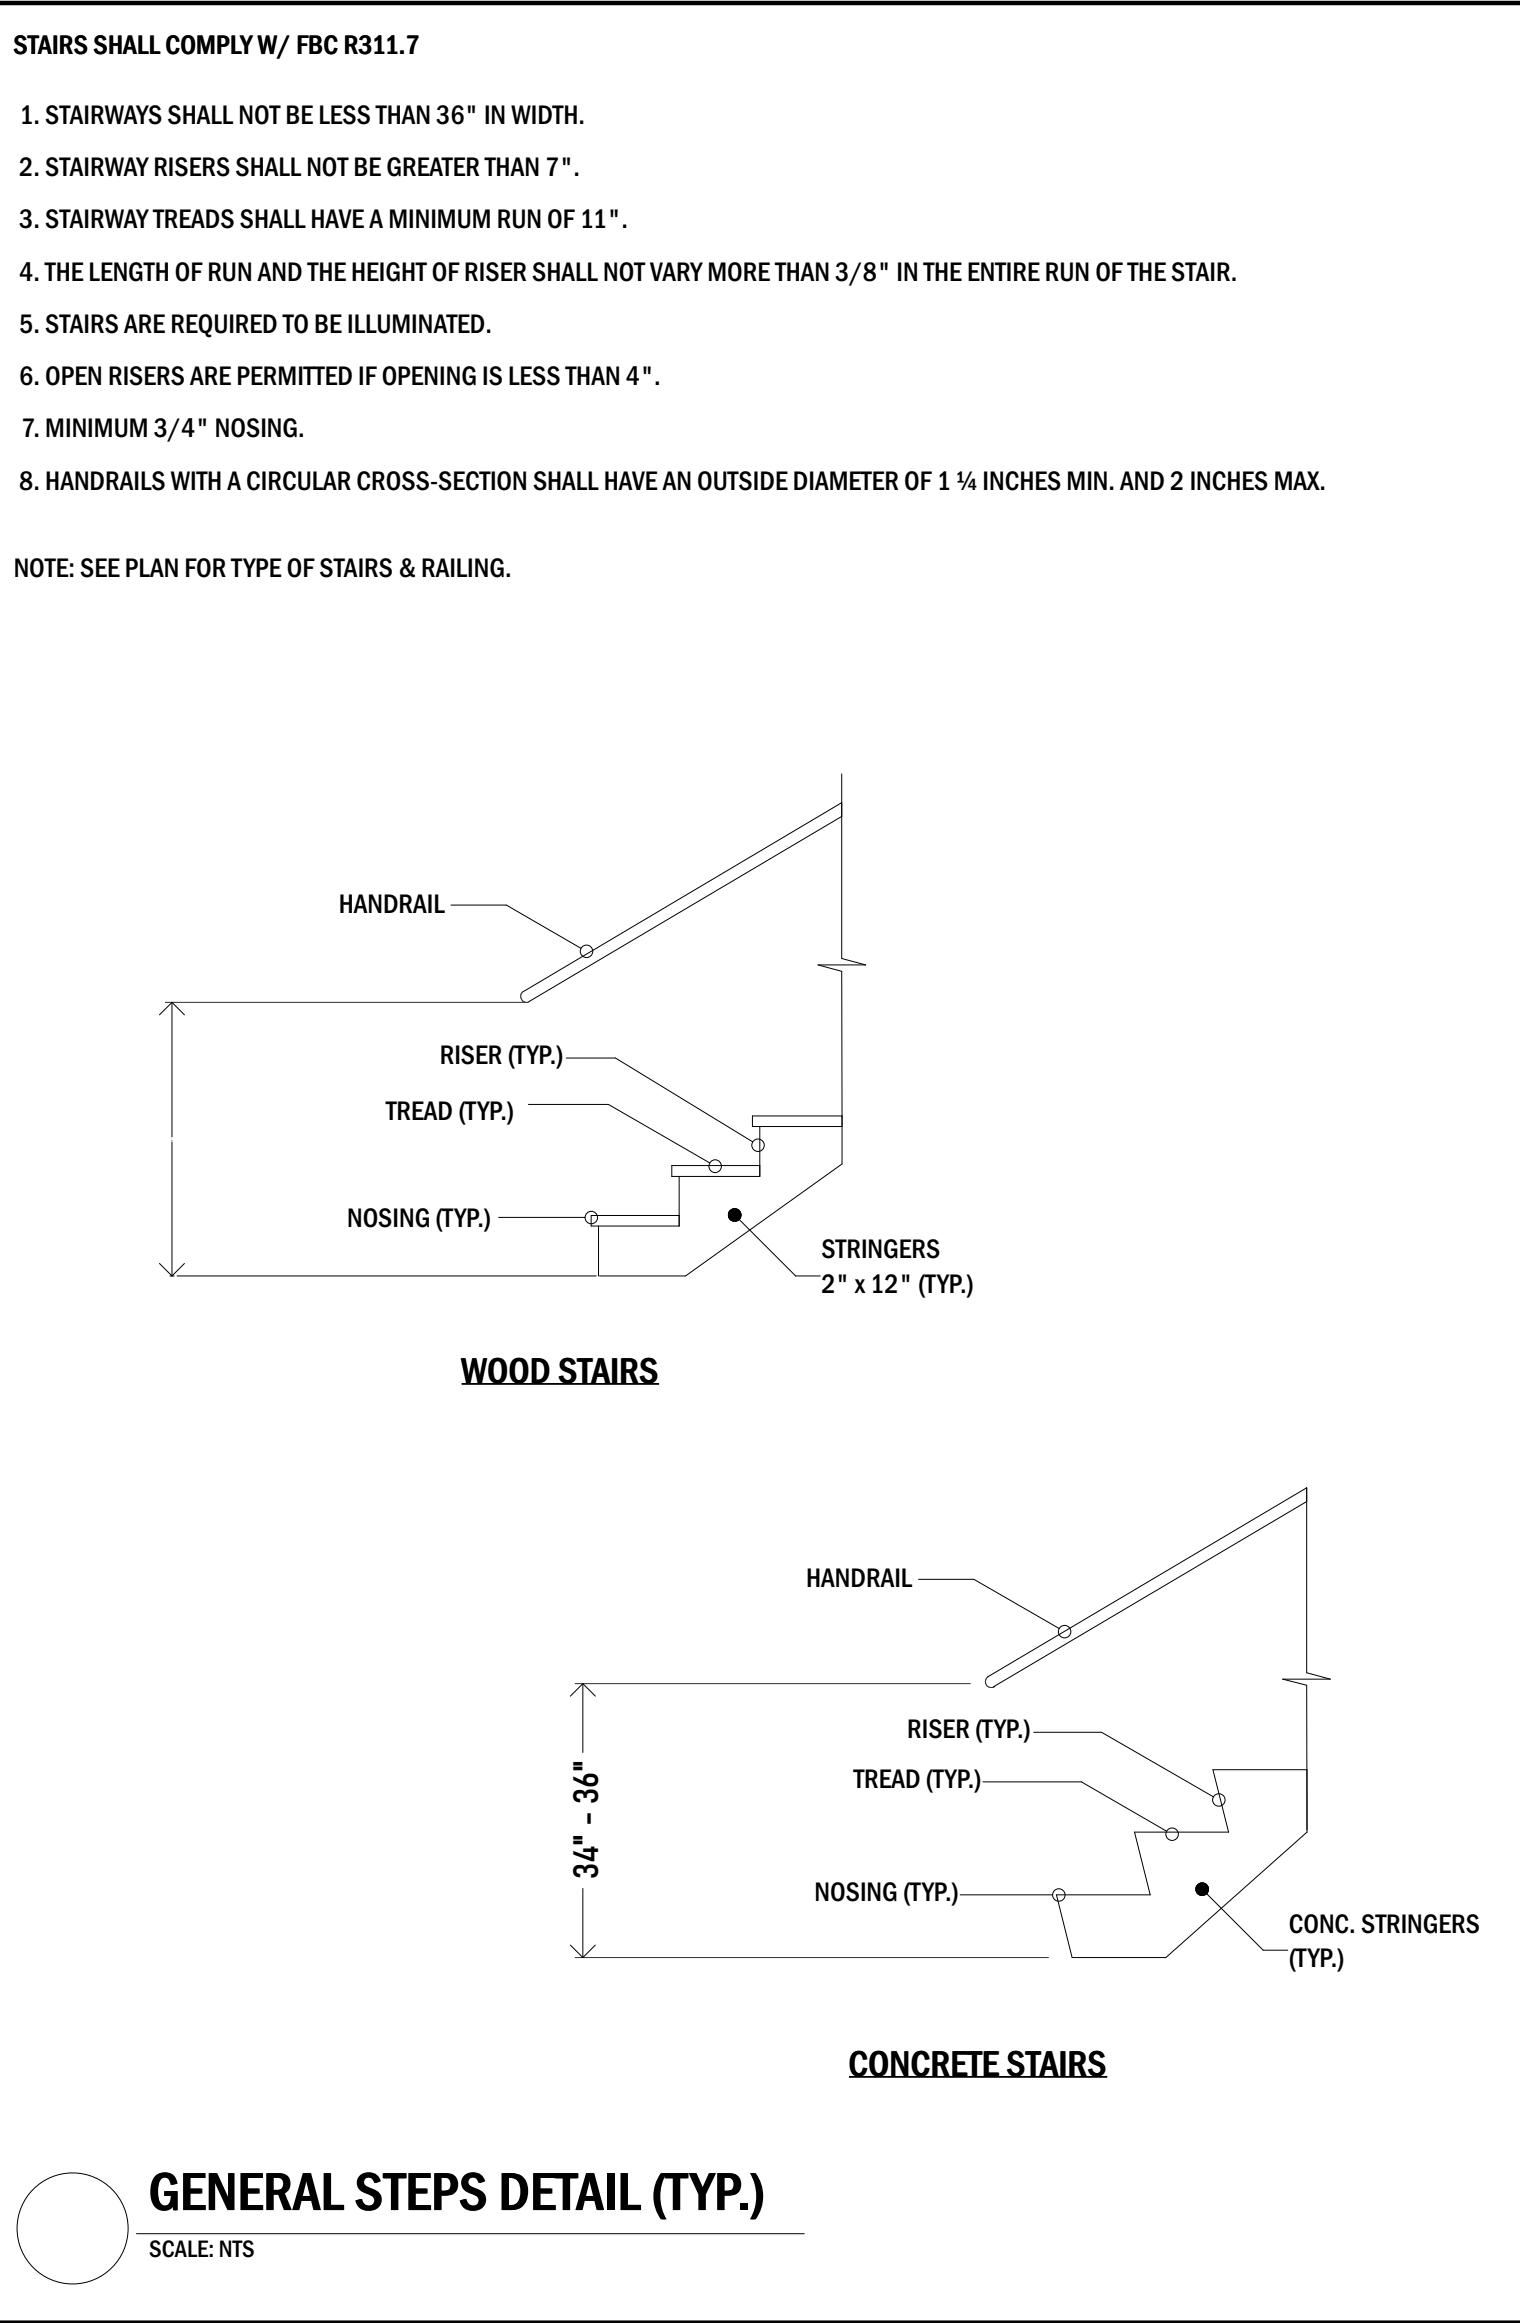 STAIRS SHALL COMPLY W/ FBC R311.7
1. STAIRWAYS SHALL NOT BE LESS THAN 36" IN WIDTH.
2. STAIRWAY RISERS SHALL NOT BE GREATER THAN 7".
3. STAIRWAY TREADS SHALL HAVE A MINIMUM RUN OF 11".
4. THE LENGTH OF RUN AND THE HEIGHT OF RISER SHALL NOT VARY MORE THAN 3/8" IN THE ENTIRE RUN OF THE STAIR.
5. STAIRS ARE REQUIRED TO BE ILLUMINATED.
6. OPEN RISERS ARE PERMITTED IF OPENING IS LESS THAN 4".
7. MINIMUM 3/4" NOSING.
8. HANDRAILS WITH A CIRCULAR CROSS-SECTION SHALL HAVE AN OUTSIDE DIAMETER OF 1 ¼ INCHES MIN. AND 2 INCHES MAX.
NOTE: SEE PLAN FOR TYPE OF STAIRS & RAILING.
HANDRAIL
RISER (TYP.)
TREAD (TYP.)
NOSING (TYP.)
STRINGERS
2" x 12" (TYP.)
WOOD STAIRS
HANDRAIL
34" - 36"
RISER (TYP.)
TREAD (TYP.)
NOSING (TYP.)
CONC. STRINGERS
(TYP.)
CONCRETE STAIRS
GENERAL STEPS DETAIL (TYP.)
SCALE: NTS